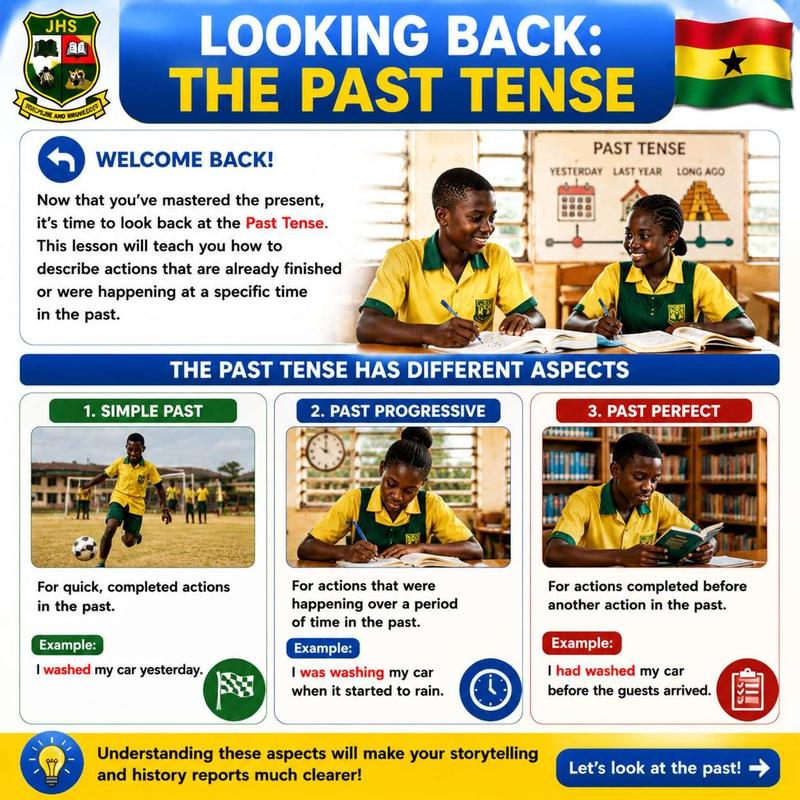 JHS
LOOKING BACK:
THE PAST TENSE
WELCOME BACK!
Now that you've mastered the present,
it's time to look back at the Past Tense.
This lesson will teach you how to
describe actions that are already finished
or were happening at a specific time
in the past.
PAST TENSE
YESTERDAY LAST YEAR LONG AGO
THE PAST TENSE HAS DIFFERENT ASPECTS
1. SIMPLE PAST
For quick, completed actions
in the past.
Example:
I washed my car yesterday.
2. PAST PROGRESSIVE
For actions that were
happening over a period
of time in the past.
Example:
I was washing my car
when it started to rain.
3. PAST PERFECT
For actions completed before
another action in the past.
Example:
I had washed my car
before the guests arrived.
Understanding these aspects will make your storytelling
and history reports much clearer!
Let's look at the past!